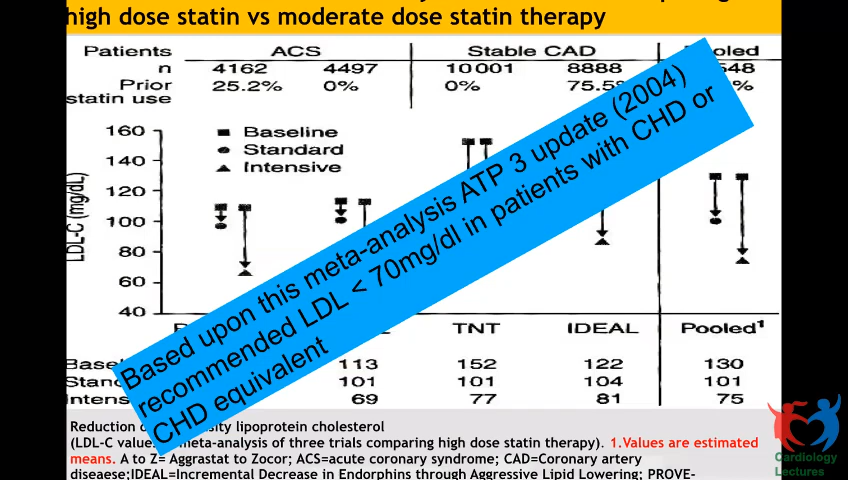 high dose statin vs moderate dose statin therapy
Patients ACS Stable CAD
n 4162 4497 10 001 8888
Prior 25.2% 0% 0%
statin use
160 Baseline
140 Standard
120 Intensive
100
80
60
40
LDL-C (mg/dL)
Based upon this meta-analysis ATP 3 update (2004)
recommended LDL < 70mg/dl in patients with CHD or
CHD equivalent
TNT IDEAL Pooled¹
113 152 122 130
101 101 104 101
69 77 81 75
Reduction lipoprotein cholesterol
(LDL-C meta-analysis of three trials comparing high dose statin therapy). 1.Values are estimated
means. A to Z= Aggrastat to Zocor; ACS=acute coronary syndrome; CAD=Coronary artery
diseaese;IDEAL=Incremental Decrease in Endorphins through Aggressive Lipid Lowering; PROVE-
Cardiology
Lectures